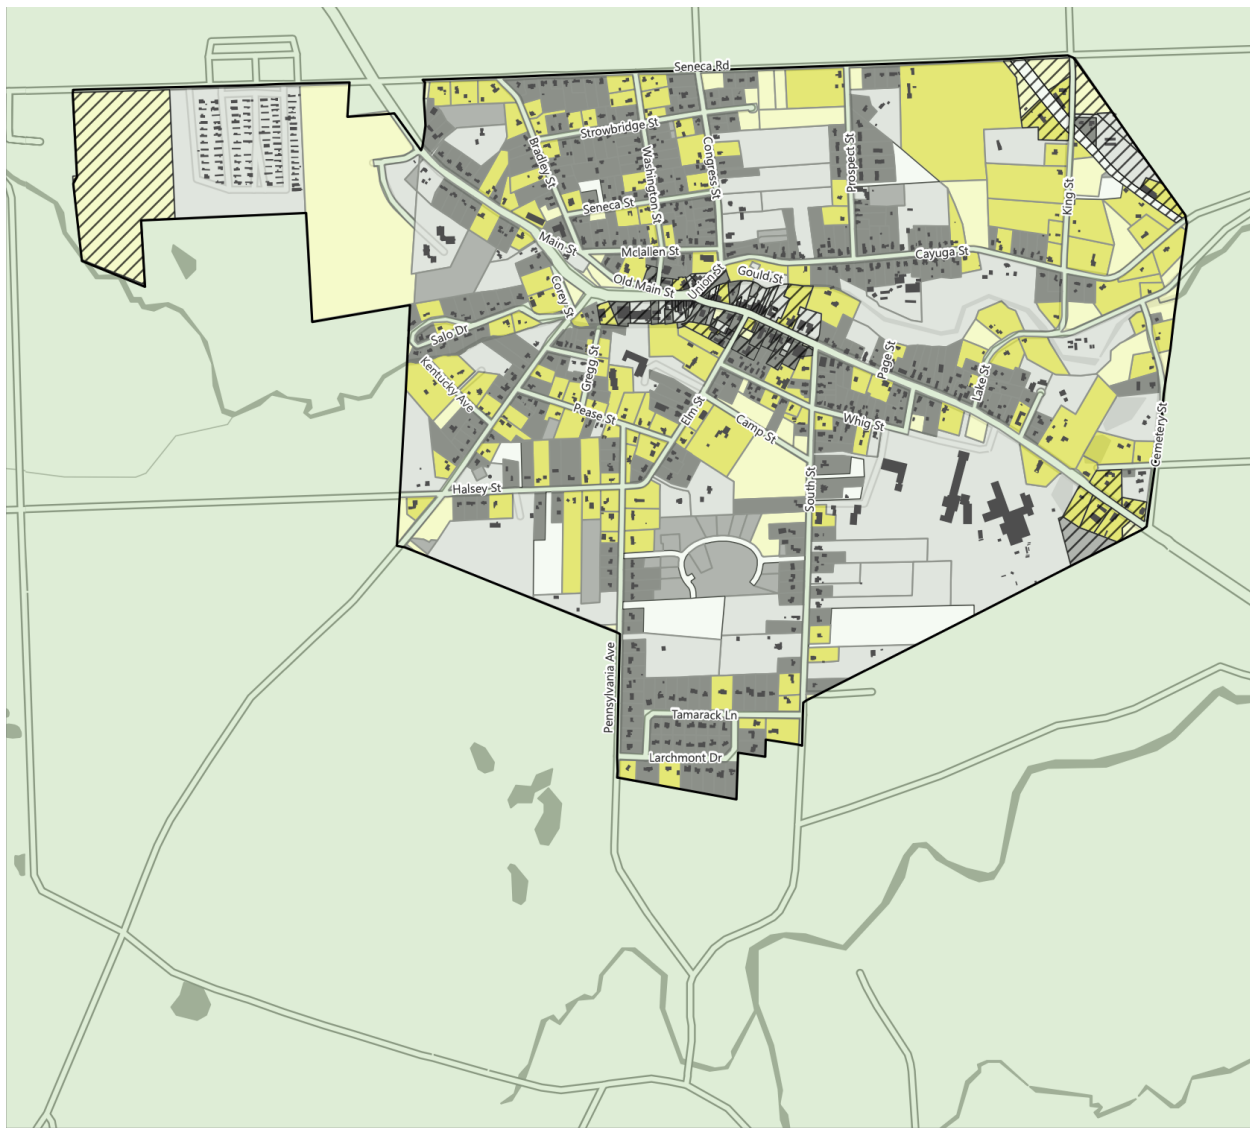 Seneca Rd
Strowbridge St
Bradley St
Washington St
Congress St
Prospect St
King St
Seneca St
Main St
Mclallen St
Cayuga St
Union St
Gould St
Old Main St
Corey St
Salo Dr
Gregg St
Page St
Lake St
Kentucky Ave
Pease St
Elm St
Camp St
Whig St
Cemetery St
Halsey St
South St
Pennsylvania Ave
Tamarack Ln
Larchmont Dr